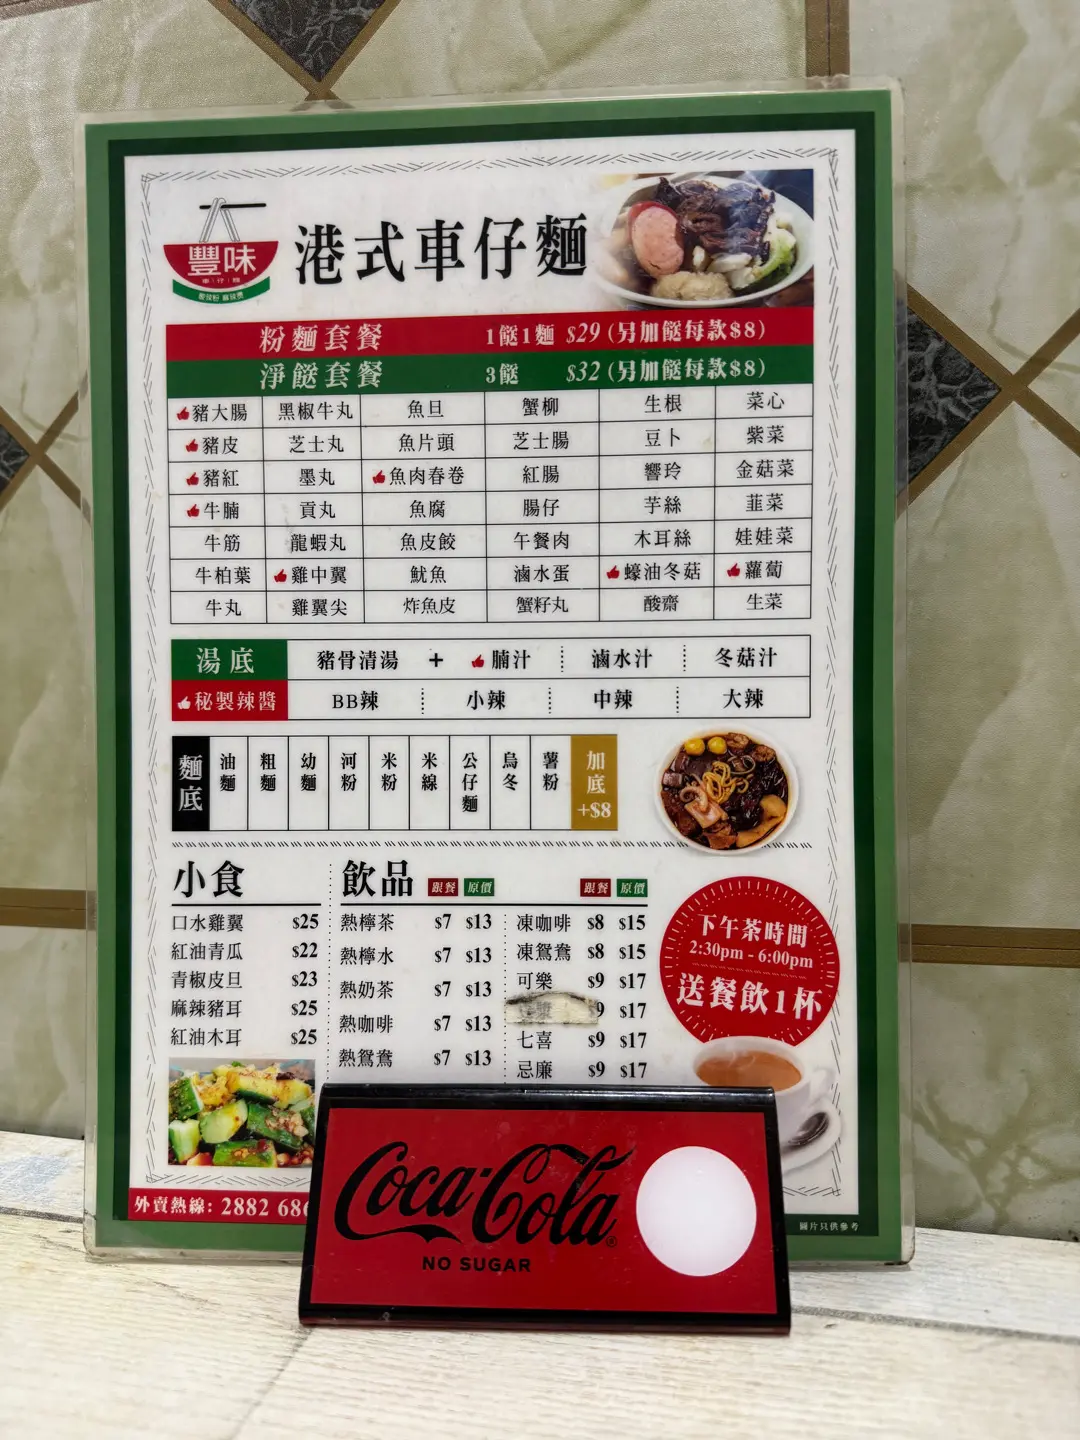 豐味
車仔麵
港式車仔麵
粉麵套餐 1餸1麵 $29 (另加餸每款$8)
淨餸套餐 3餸 $32 (另加餸每款$8)
豬大腸 黑椒牛丸 魚旦 蟹柳 生根 菜心
豬皮 芝士丸 魚片頭 芝士腸 豆卜 紫菜
豬紅 墨丸 魚肉春卷 紅腸 響玲 金菇菜
牛腩 貢丸 魚腐 腸仔 芋絲 韮菜
牛筋 龍蝦丸 魚皮餃 午餐肉 木耳絲 娃娃菜
牛柏葉 雞中翼 魷魚 滷水蛋 蠔油冬菇 蘿蔔
牛丸 雞翼尖 炸魚皮 蟹籽丸 酸齋 生菜
湯底 豬骨清湯 + 腩汁 滷水汁 冬菇汁
秘製辣醬 BB辣 小辣 中辣 大辣
麵底 油麵 粗麵 幼麵 河粉 米粉 米線 公仔麵 烏冬 薯粉 加底+$8
小食
口水雞翼 $25
紅油青瓜 $22
青椒皮旦 $23
麻辣豬耳 $25
紅油木耳 $25
飲品 跟餐 原價 跟餐 原價
熱檸茶 $7 $13
熱檸水 $7 $13
熱奶茶 $7 $13
熱咖啡 $7 $13
熱鴛鴦 $7 $13
凍咖啡 $8 $15
凍鴛鴦 $8 $15
可樂 $9 $17
9 $17
七喜 $9 $17
忌廉 $9 $17
下午茶時間
2:30pm - 6:00pm
送餐飲1杯
外賣熱線: 2882 686
圖片只供參考
Coca-Cola
NO SUGAR